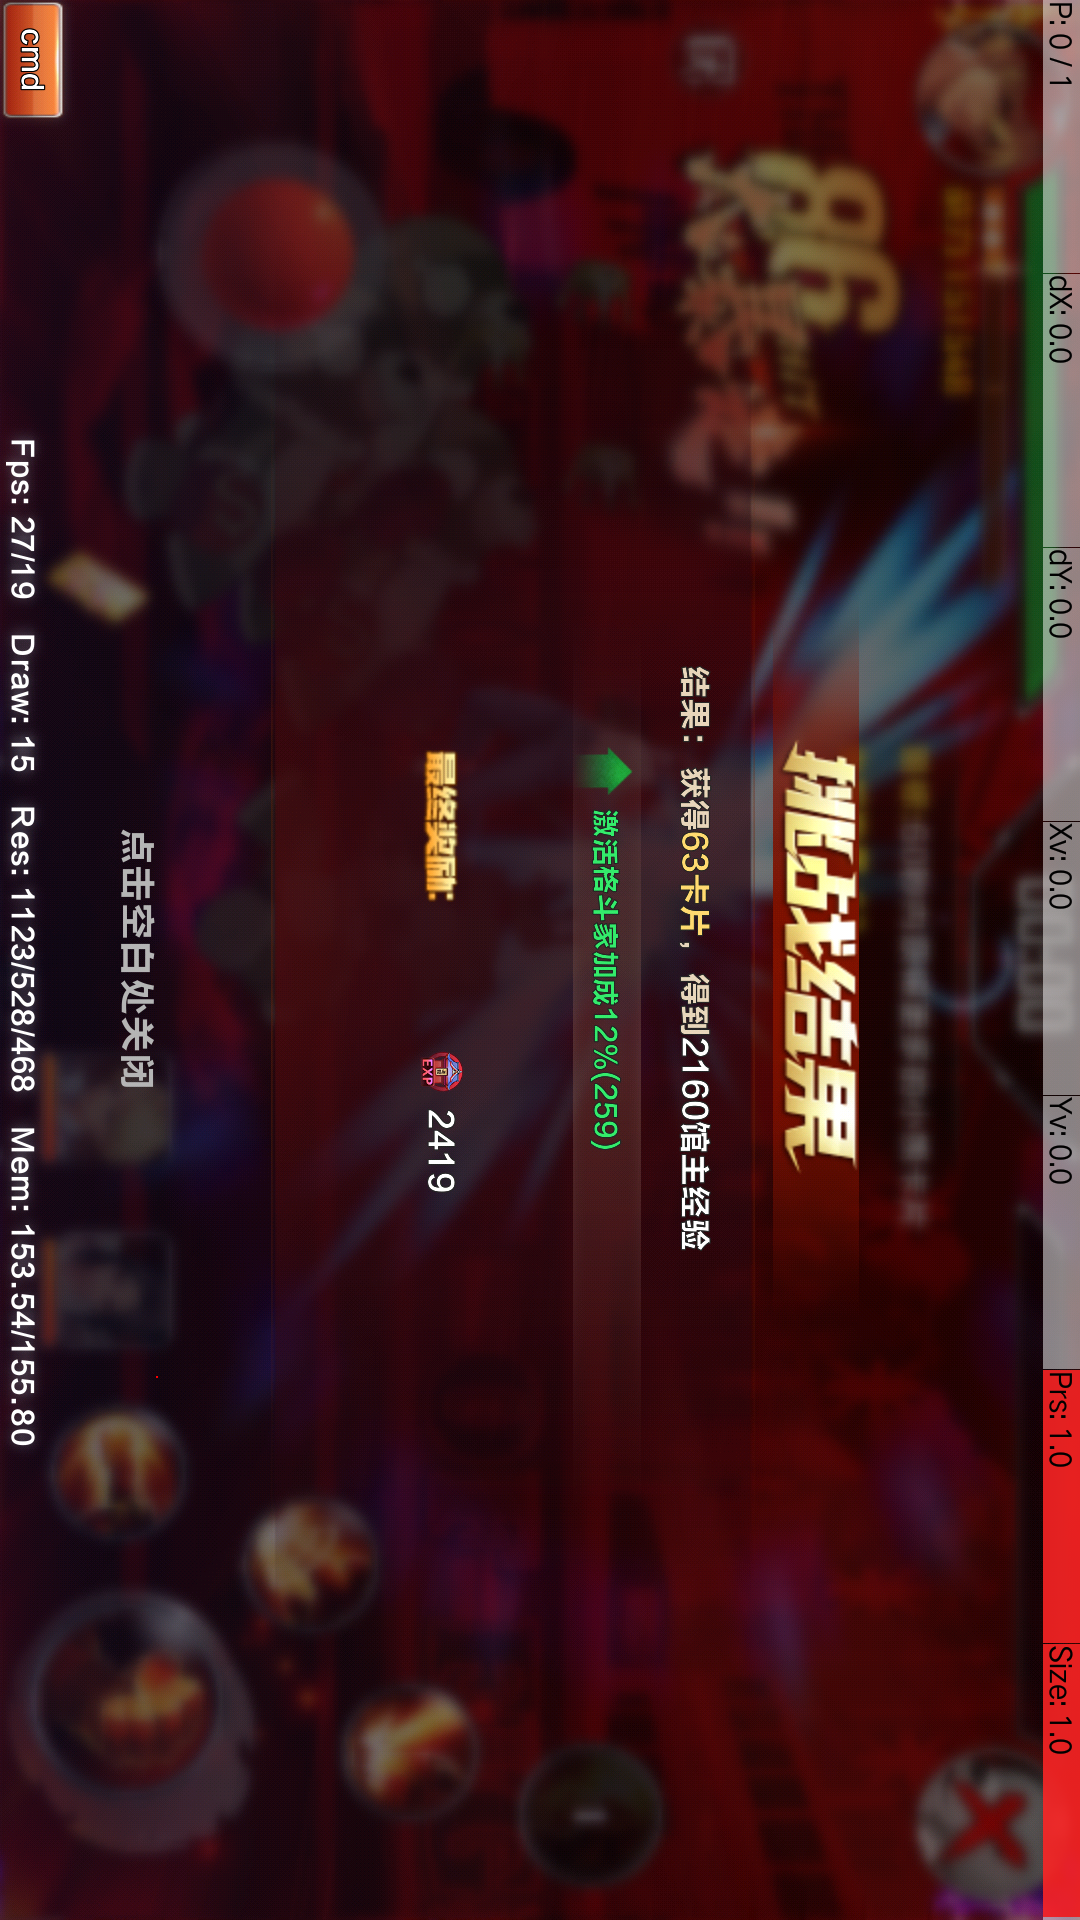 P: 0 / 1
dX: 0.0
dY: 0.0
Xv: 0.0
Yv: 0.0
Prs: 1.0
Size: 1.0
86
HIT
挑战结果
结果： 获得63卡片，得到2160馆主经验
激活格斗家加成12%(259)
最终奖励:
EXP
2419
点击空白处关闭
cmd
Fps: 27/19 Draw: 15 Res: 1123/528/468 Mem: 153.54/155.80